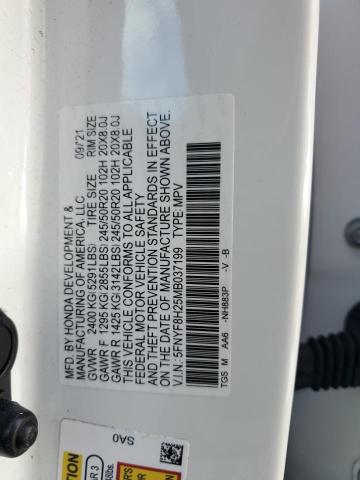 MFD. BY HONDA DEVELOPMENT &
MANUFACTURING OF AMERICA, LLC. 09/21
GVWR 2400 KG(5291LBS) TIRE SIZE RIM SIZE
GAWR F 1295 KG(2855LBS) 245/50R20 102H 20X8.0J
GAWR R 1425 KG(3142LBS) 245/50R20 102H 20X8.0J
THIS VEHICLE CONFORMS TO ALL APPLICABLE
FEDERAL MOTOR VEHICLE SAFETY
AND THEFT PREVENTION STANDARDS IN EFFECT
ON THE DATE OF MANUFACTURE SHOWN ABOVE.
V.I.N.: 5FNYF8H25MB037199 TYPE: MPV
TGS M AA6 -NH883P -V -B
SA0